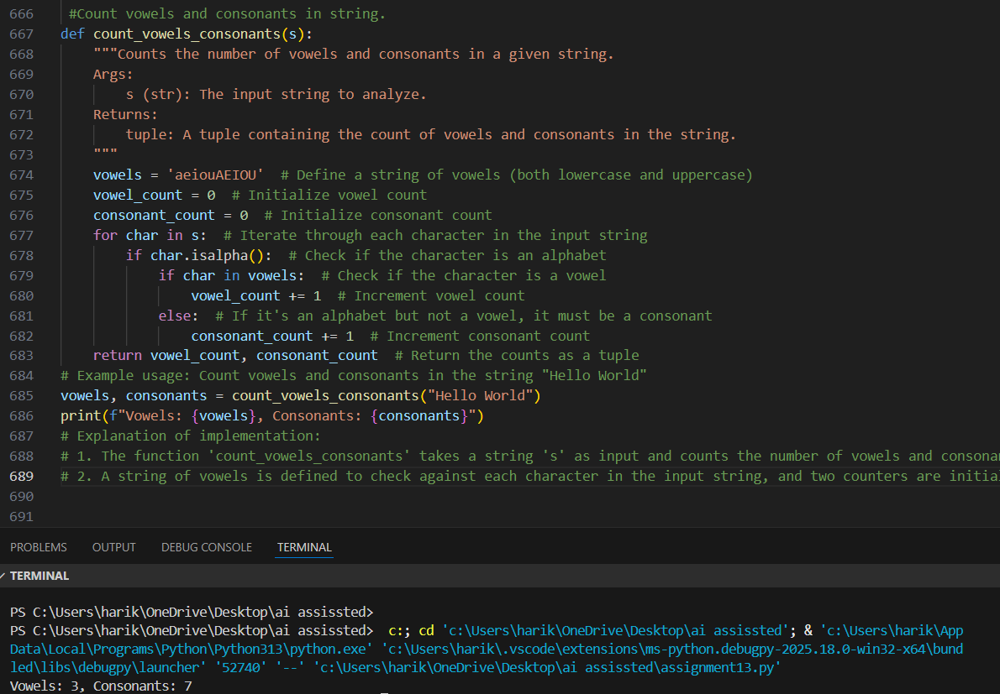 666 #Count vowels and consonants in string.
667 def count_vowels_consonants(s):
668 """Counts the number of vowels and consonants in a given string.
669 Args:
670 s (str): The input string to analyze.
671 Returns:
672 tuple: A tuple containing the count of vowels and consonants in the string.
673 """
674 vowels = 'aeiouAEIOU'  # Define a string of vowels (both lowercase and uppercase)
675 vowel_count = 0  # Initialize vowel count
676 consonant_count = 0  # Initialize consonant count
677 for char in s:  # Iterate through each character in the input string
678 if char.isalpha():  # Check if the character is an alphabet
679 if char in vowels:  # Check if the character is a vowel
680 vowel_count += 1  # Increment vowel count
681 else:  # If it's an alphabet but not a vowel, it must be a consonant
682 consonant_count += 1  # Increment consonant count
683 return vowel_count, consonant_count  # Return the counts as a tuple
684 # Example usage: Count vowels and consonants in the string "Hello World"
685 vowels, consonants = count_vowels_consonants("Hello World")
686 print(f"Vowels: {vowels}, Consonants: {consonants}")
687 # Explanation of implementation:
688 # 1. The function 'count_vowels_consonants' takes a string 's' as input and counts the number of vowels and consona
689 # 2. A string of vowels is defined to check against each character in the input string, and two counters are initia
690
691
PROBLEMS OUTPUT DEBUG CONSOLE TERMINAL
TERMINAL
PS C:\Users\harik\OneDrive\Desktop\ai assissted>
PS C:\Users\harik\OneDrive\Desktop\ai assissted>  c:; cd 'c:\Users\harik\OneDrive\Desktop\ai assissted'; & 'c:\Users\harik\App
Data\Local\Programs\Python\Python313\python.exe' 'c:\Users\harik\.vscode\extensions\ms-python.debugpy-2025.18.0-win32-x64\bund
led\libs\debugpy\launcher' '52740' '--' 'c:\Users\harik\OneDrive\Desktop\ai assissted\assignment13.py'
Vowels: 3, Consonants: 7